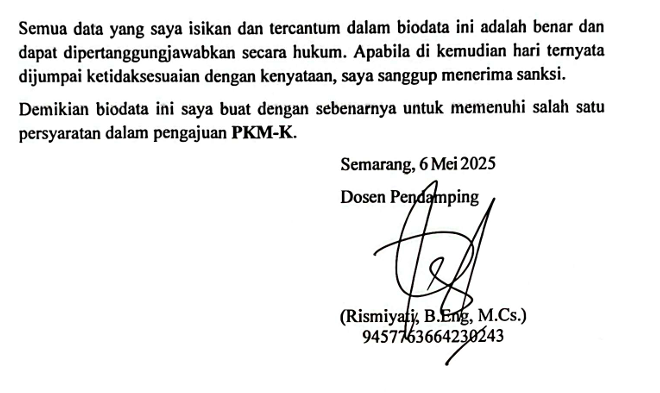 Semua data yang saya isikan dan tercantum dalam biodata ini adalah benar dan
dapat dipertanggungjawabkan secara hukum. Apabila di kemudian hari ternyata
dijumpai ketidaksesuaian dengan kenyataan, saya sanggup menerima sanksi.
Demikian biodata ini saya buat dengan sebenarnya untuk memenuhi salah satu
persyaratan dalam pengajuan PKM-K.
Semarang, 6 Mei 2025
Dosen Pendamping
(Rismiyati, B.Eng, M.Cs.)
9457763664230243